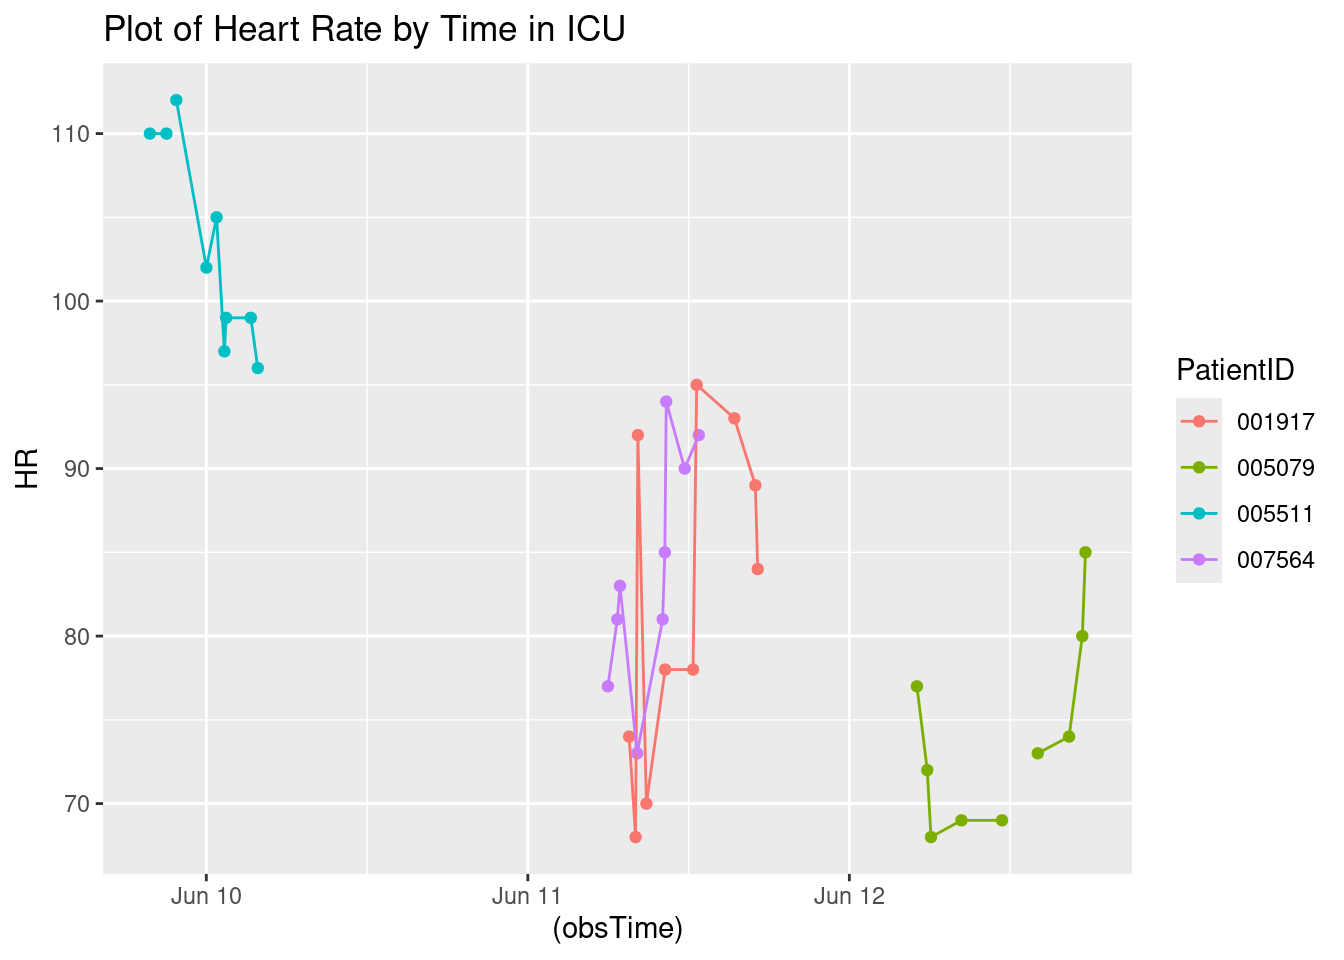 Plot of Heart Rate by Time in ICU
110
100
90
80
70
HR
Jun 10
Jun 11
Jun 12
(obsTime)
PatientID
001917
005079
005511
007564